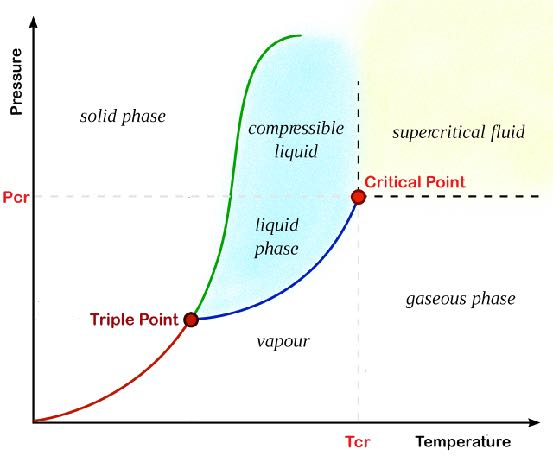 Pressure
solid phase
compressible
liquid
supercritical fluid
Critical Point
Pcr
liquid
phase
gaseous phase
Triple Point
vapour
Tcr
Temperature